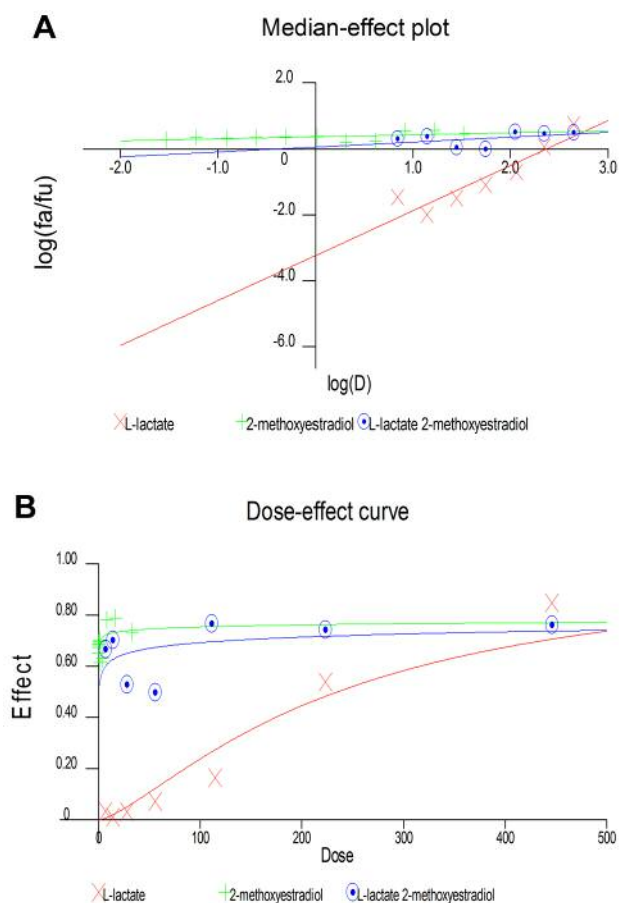 A
Median-effect plot
2.0
-2.0
-1.0
0
1.0
2.0
3.0
-2.0
-4.0
-6.0
log(fa/fu)
log(D)
L-lactate 2-methoxyestradiol L-lactate 2-methoxyestradiol
B
Dose-effect curve
1.00
0.80
0.60
0.40
0.20
.0
Effect
0 100 200 300 400 500
Dose
L-lactate 2-methoxyestradiol L-lactate 2-methoxyestradiol